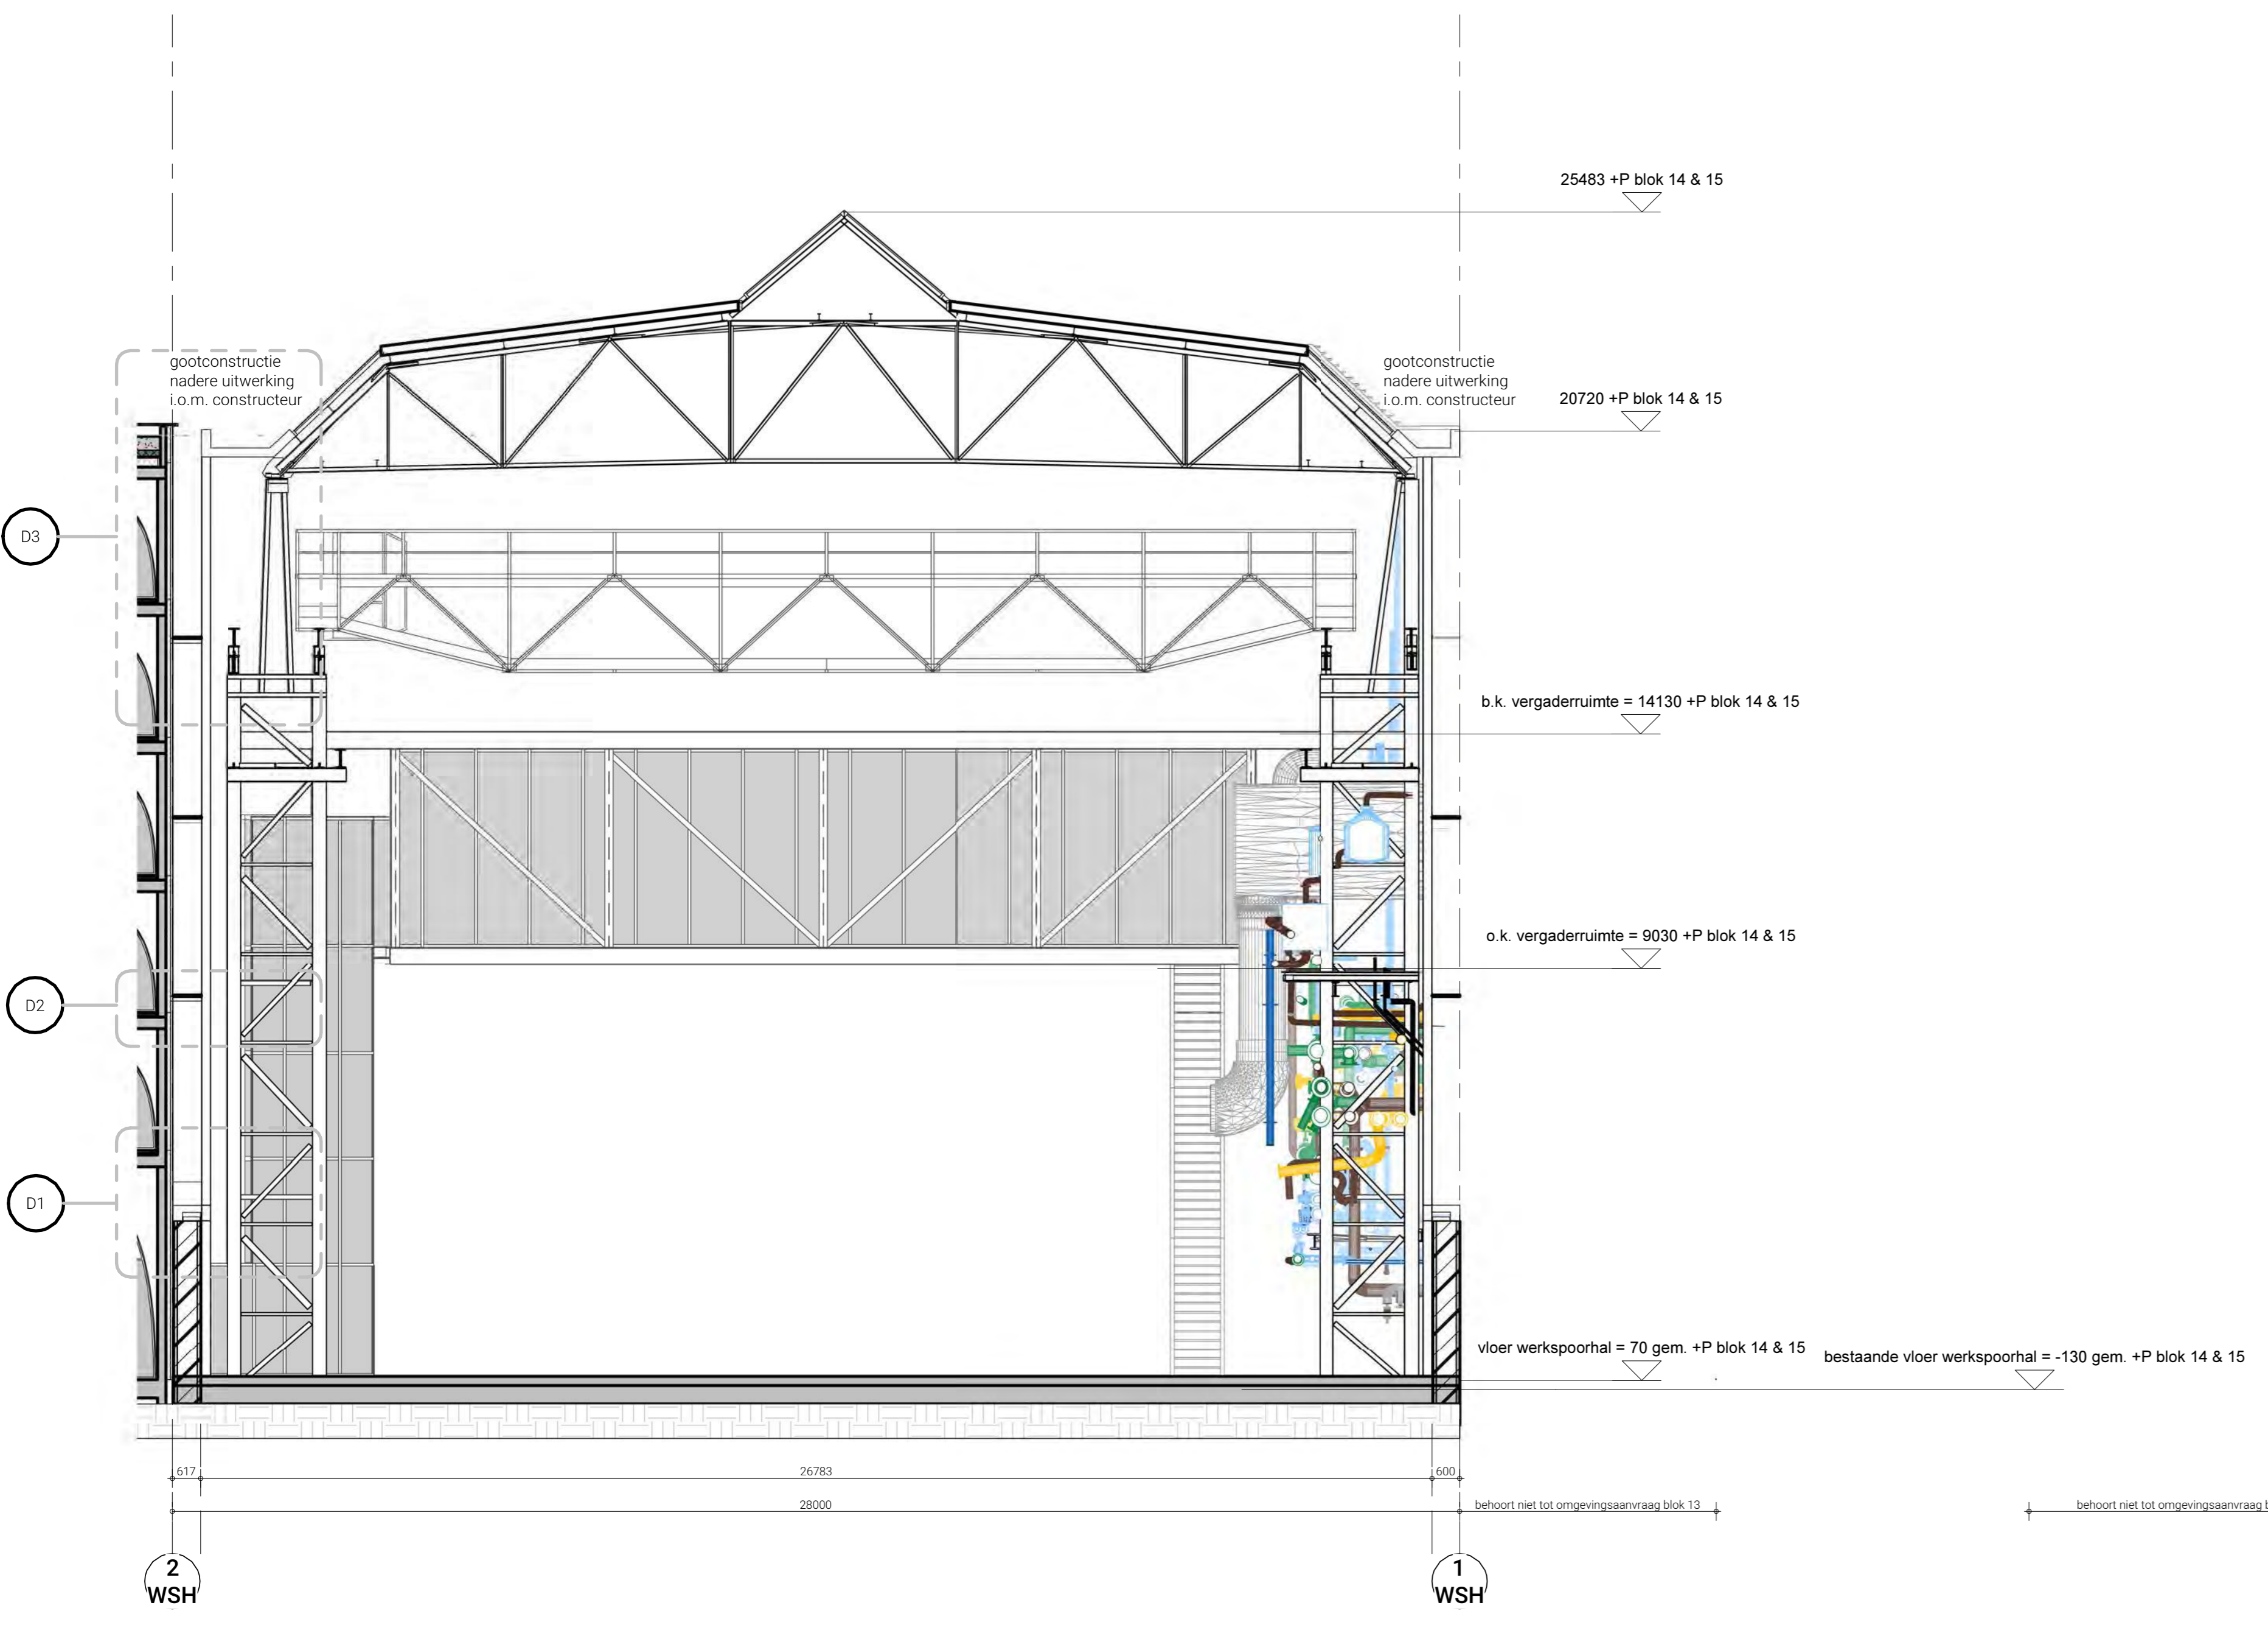 25483 +P blok 14 & 15
gootconstructie
nadere uitwerking
i.o.m. constructeur
gootconstructie
nadere uitwerking
i.o.m. constructeur
20720 +P blok 14 & 15
D3
b.k. vergaderruimte = 14130 +P blok 14 & 15
o.k. vergaderruimte = 9030 +P blok 14 & 15
D2
D1
vloer werkspoorhal = 70 gem. +P blok 14 & 15
bestaande vloer werkspoorhal = -130 gem. +P blok 14 & 15
617
26783
600
28000
behoort niet tot omgevingsaanvraag blok 13
behoort niet tot omgevingsaanvraag
2
WSH
1
WSH